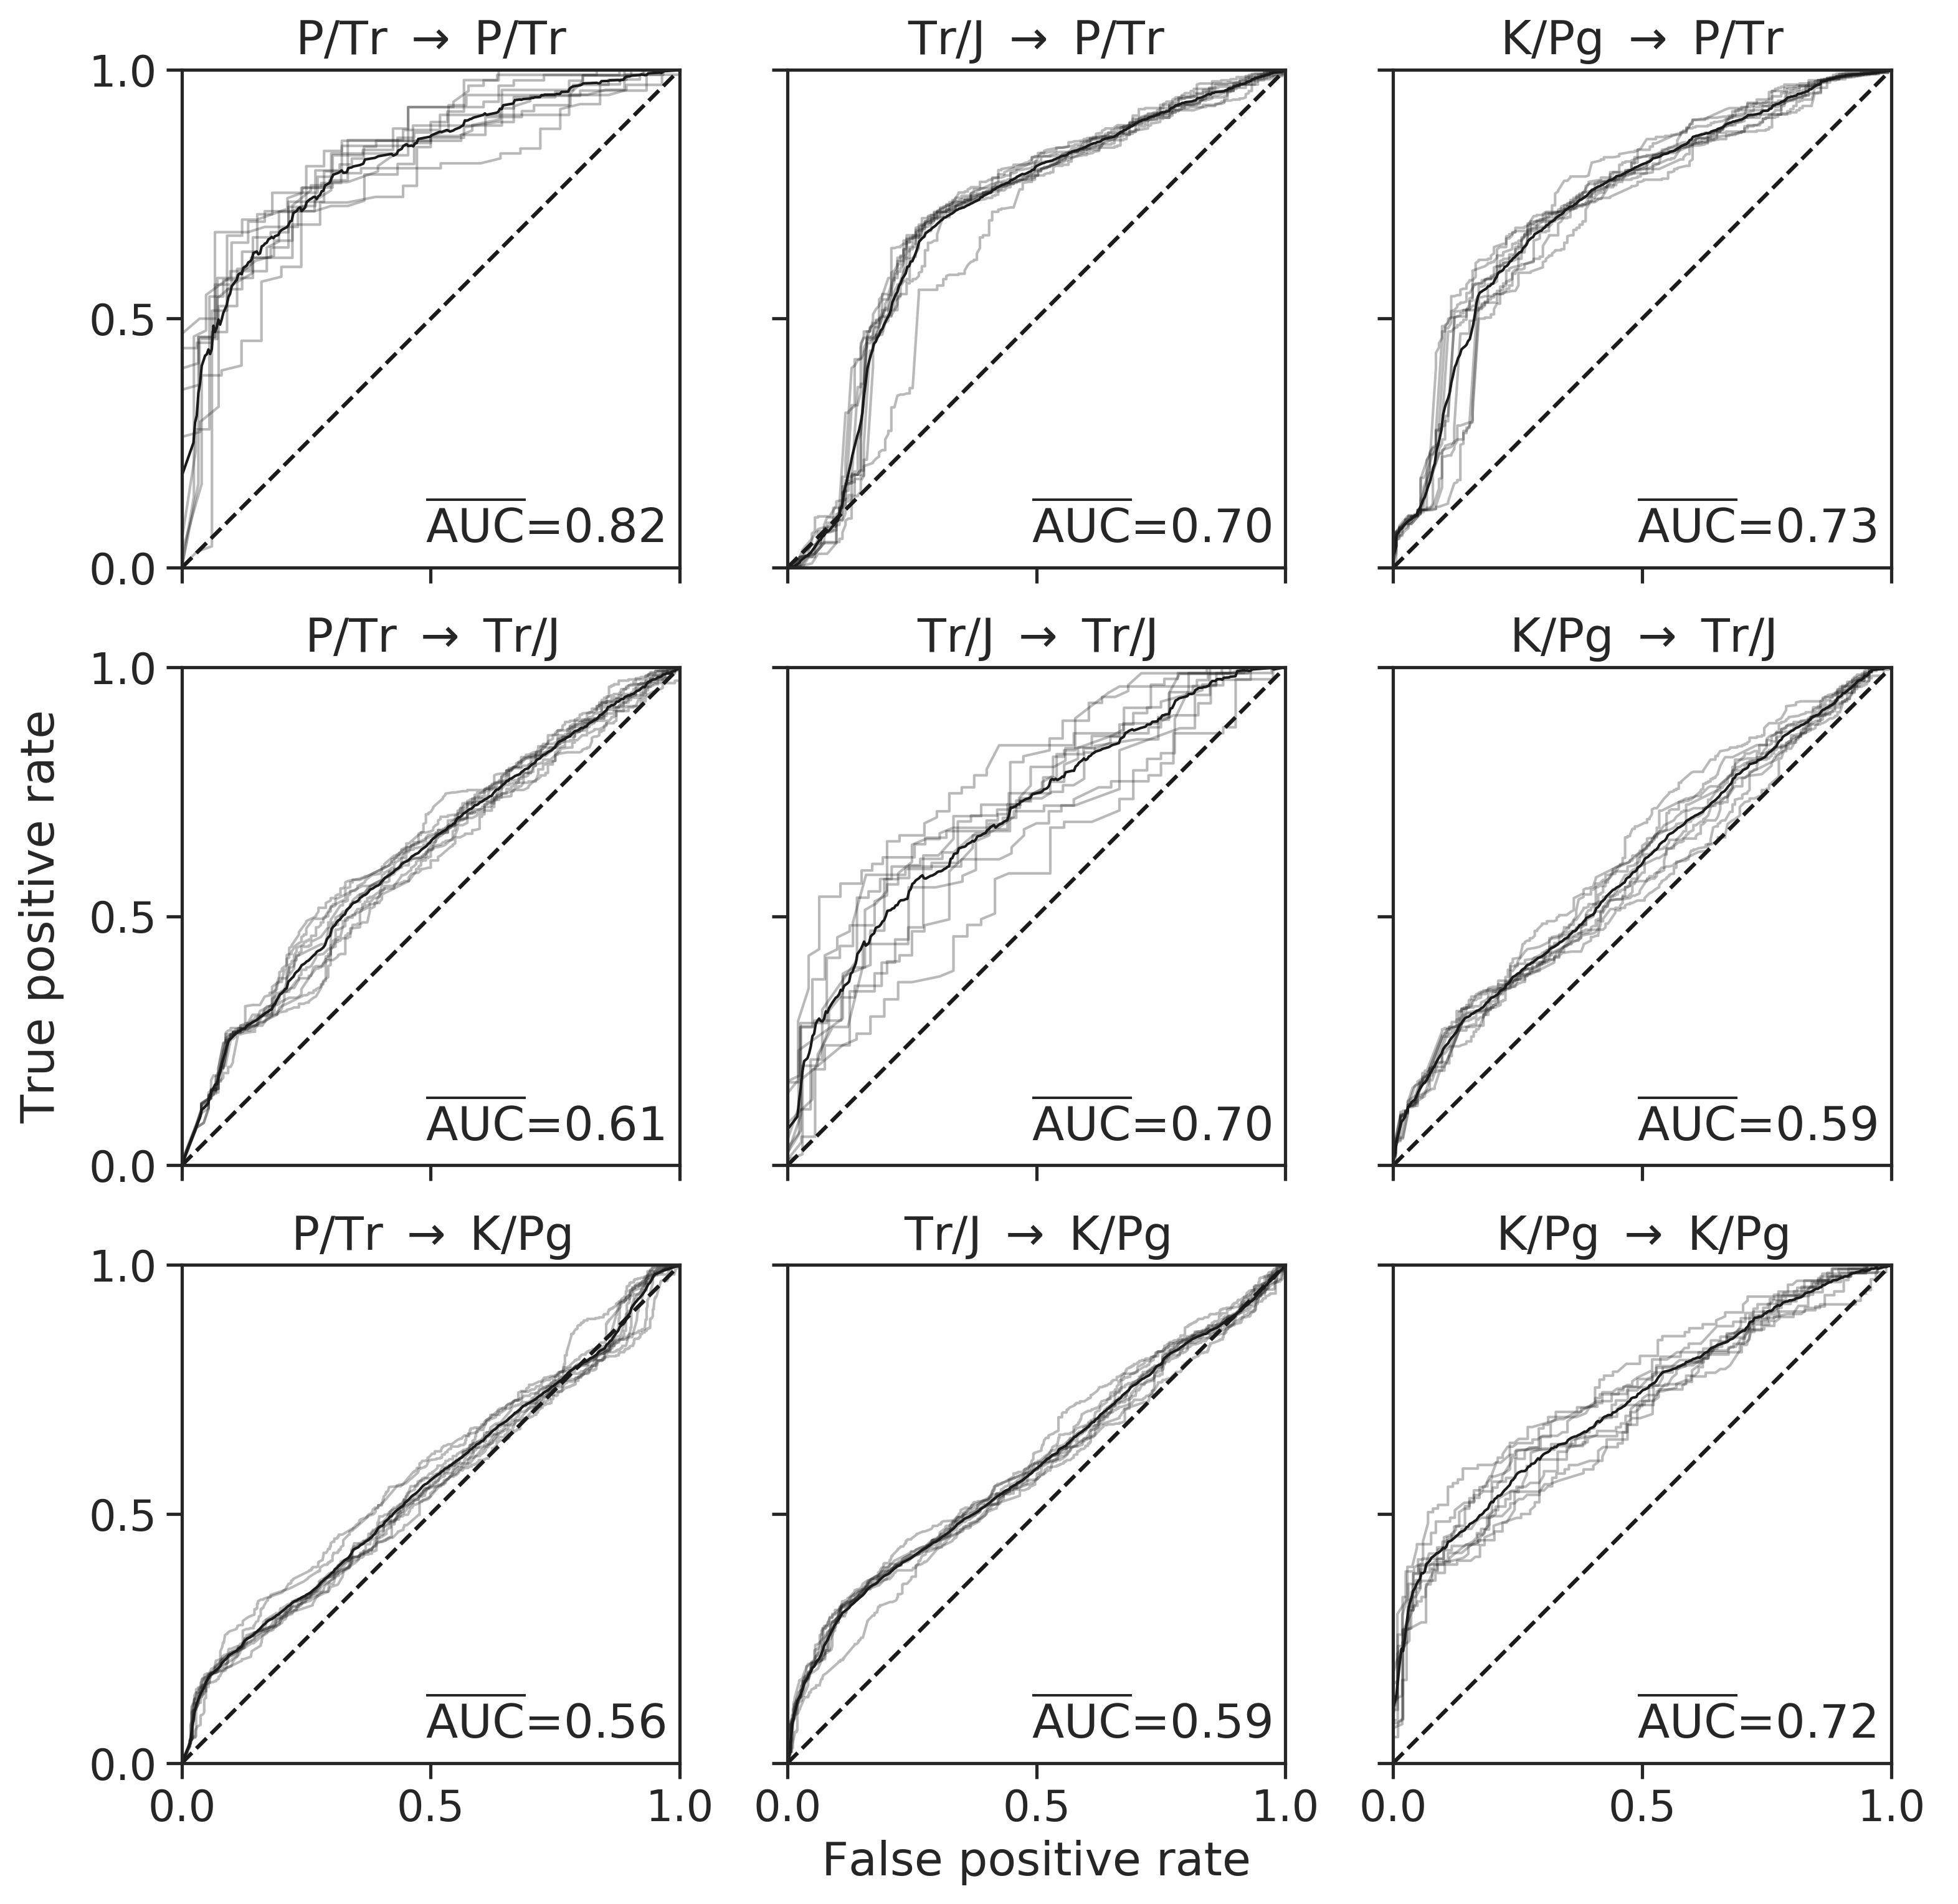 P/Tr → P/Tr
Tr/J → P/Tr
K/Pg → P/Tr
1.0
0.5
0.0
AUC=0.82
AUC=0.70
AUC=0.73
P/Tr → Tr/J
Tr/J → Tr/J
K/Pg → Tr/J
True positive rate
1.0
0.5
0.0
AUC=0.61
AUC=0.70
AUC=0.59
P/Tr → K/Pg
Tr/J → K/Pg
K/Pg → K/Pg
1.0
0.5
0.0
AUC=0.56
AUC=0.59
AUC=0.72
0.0 0.5 1.0
0.0 0.5 1.0
0.0 0.5 1.0
False positive rate